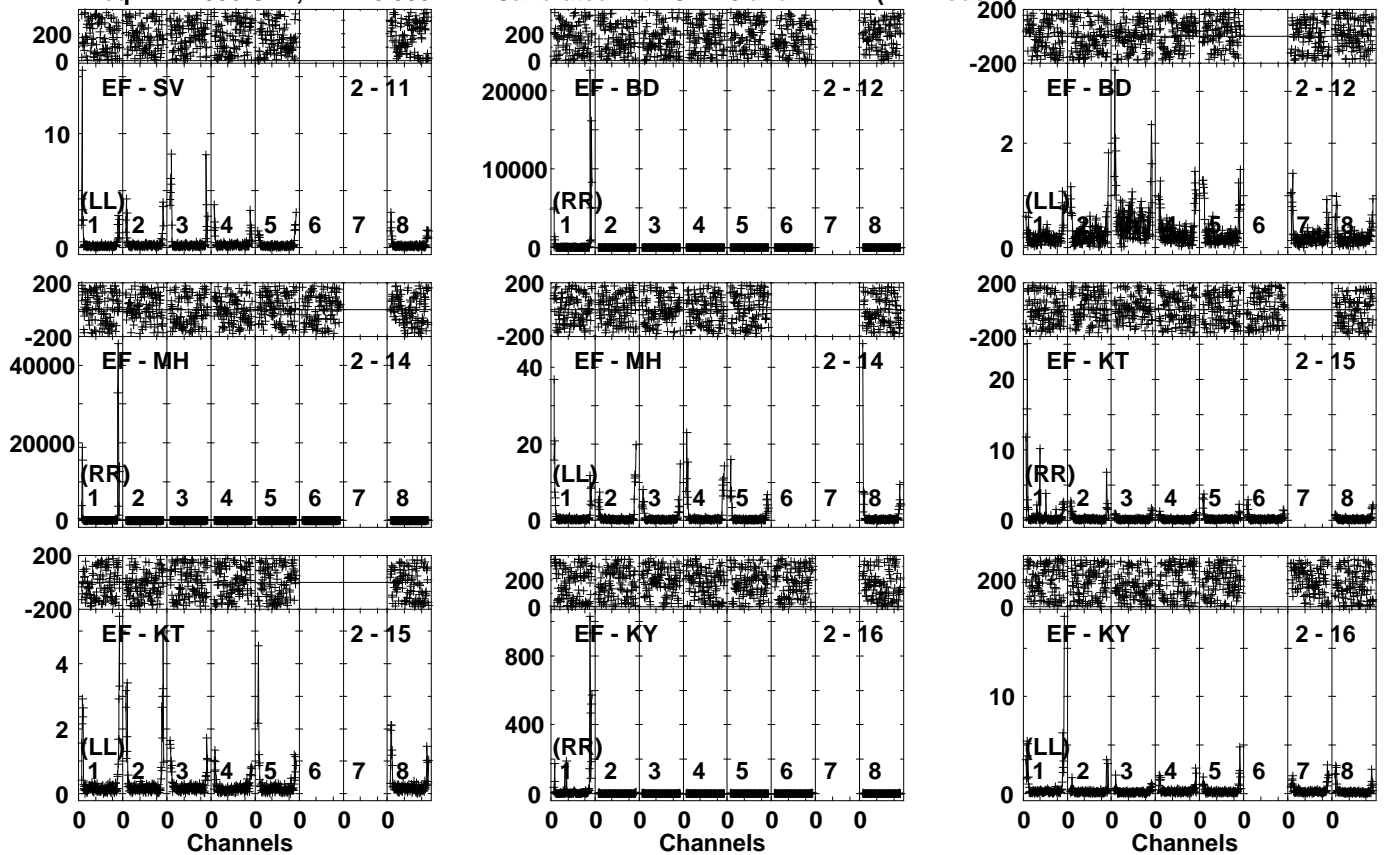 200 200 200
0 0 -200
EF - SV 2 - 11 EF - BD 2 - 12 EF - BD 2 - 12
20000
10 2
10000
(LL) (RR) (LL)
1 2 3 4 5 6 7 8 1 2 3 4 5 6 7 8 1 2 4 5 6 7 8
0 0 0
200 200 200
-200 -200 -200
EF - MH 2 - 14 EF - MH 2 - 14 EF - KT 2 - 15
40000 40 20
20000 20 10
(RR) (LL) (RR)
1 2 3 4 5 6 7 8 1 2 3 4 5 6 7 8 1 2 3 4 5 6 7 8
0 0 0
200 200 200
-200 0 0
EF - KT 2 - 15 EF - KY 2 - 16 EF - KY 2 - 16
4 800 10
2 400
(LL) (RR) (LL)
1 2 3 4 5 6 7 8 1 2 3 4 5 6 7 8 1 2 3 4 5 6 7 8
0 0 0
0 0 0 0 0 0 0 0 0 0 0 0 0 0 0 0 0 0 0 0 0 0 0 0
Channels Channels Channels